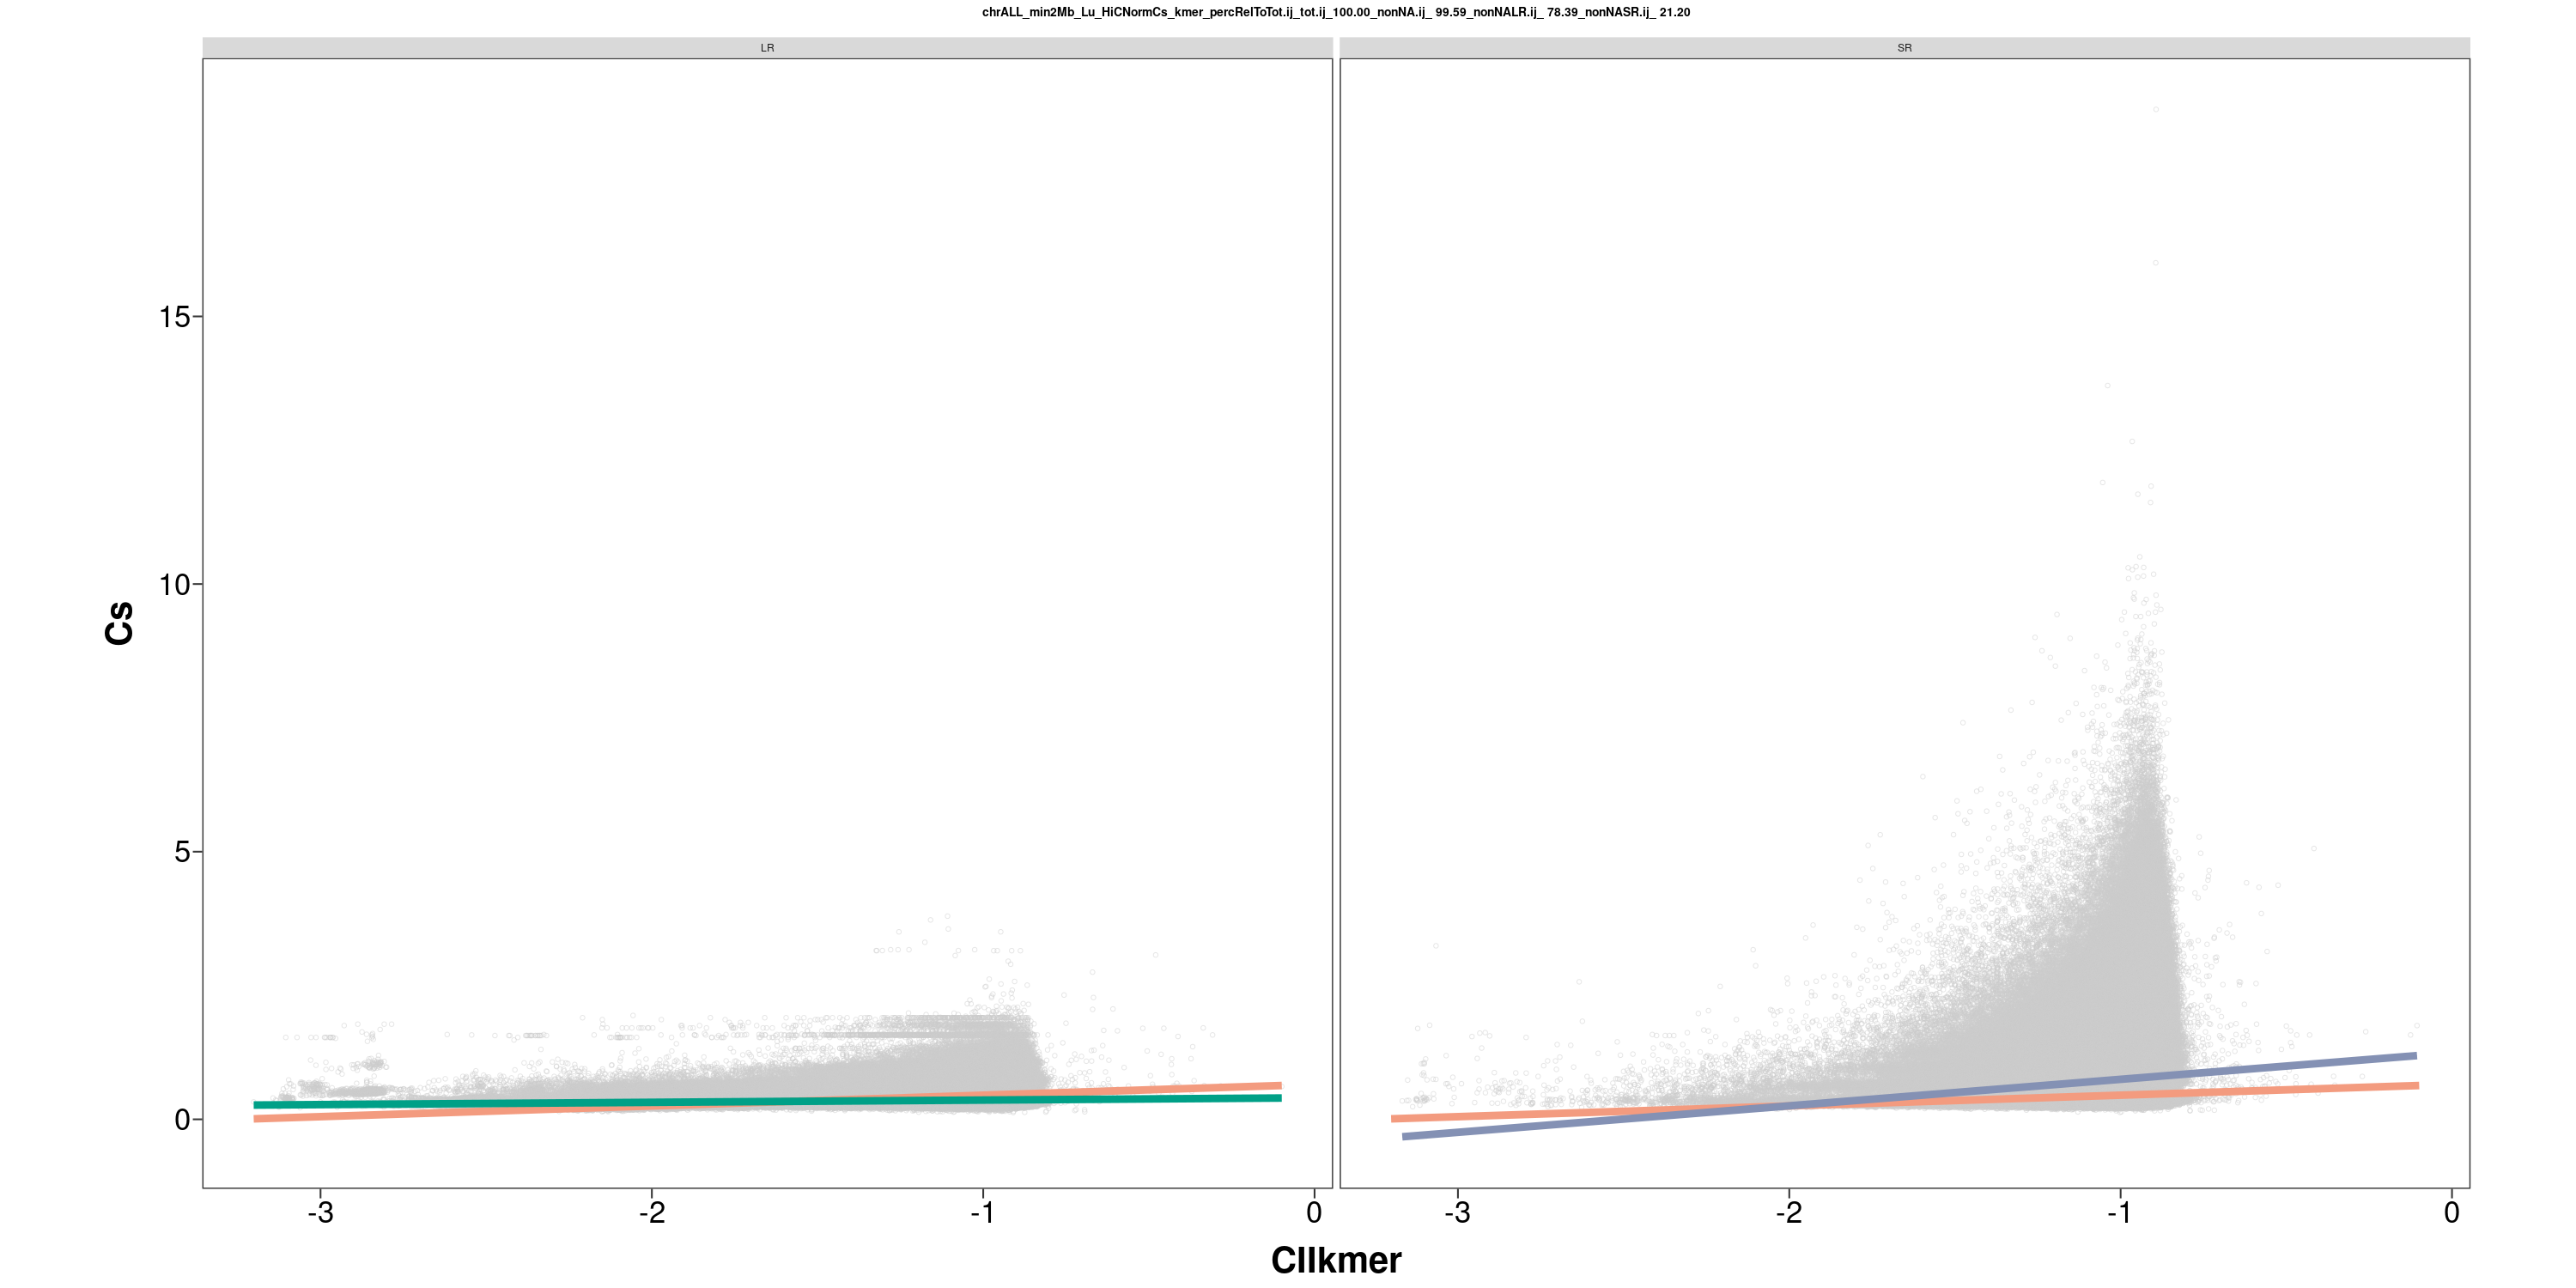 chrALL_min2Mb_Lu_HiCNormCs_kmer_percRelToTot.ij_tot.ij_100.00_nonNA.ij_ 99.59_nonNALR.ij_ 78.39_nonNASR.ij_ 21.20
LR
SR
15
10
5
0
Cs
-3
-2
-1
0
-3
-2
-1
0
CIIkmer